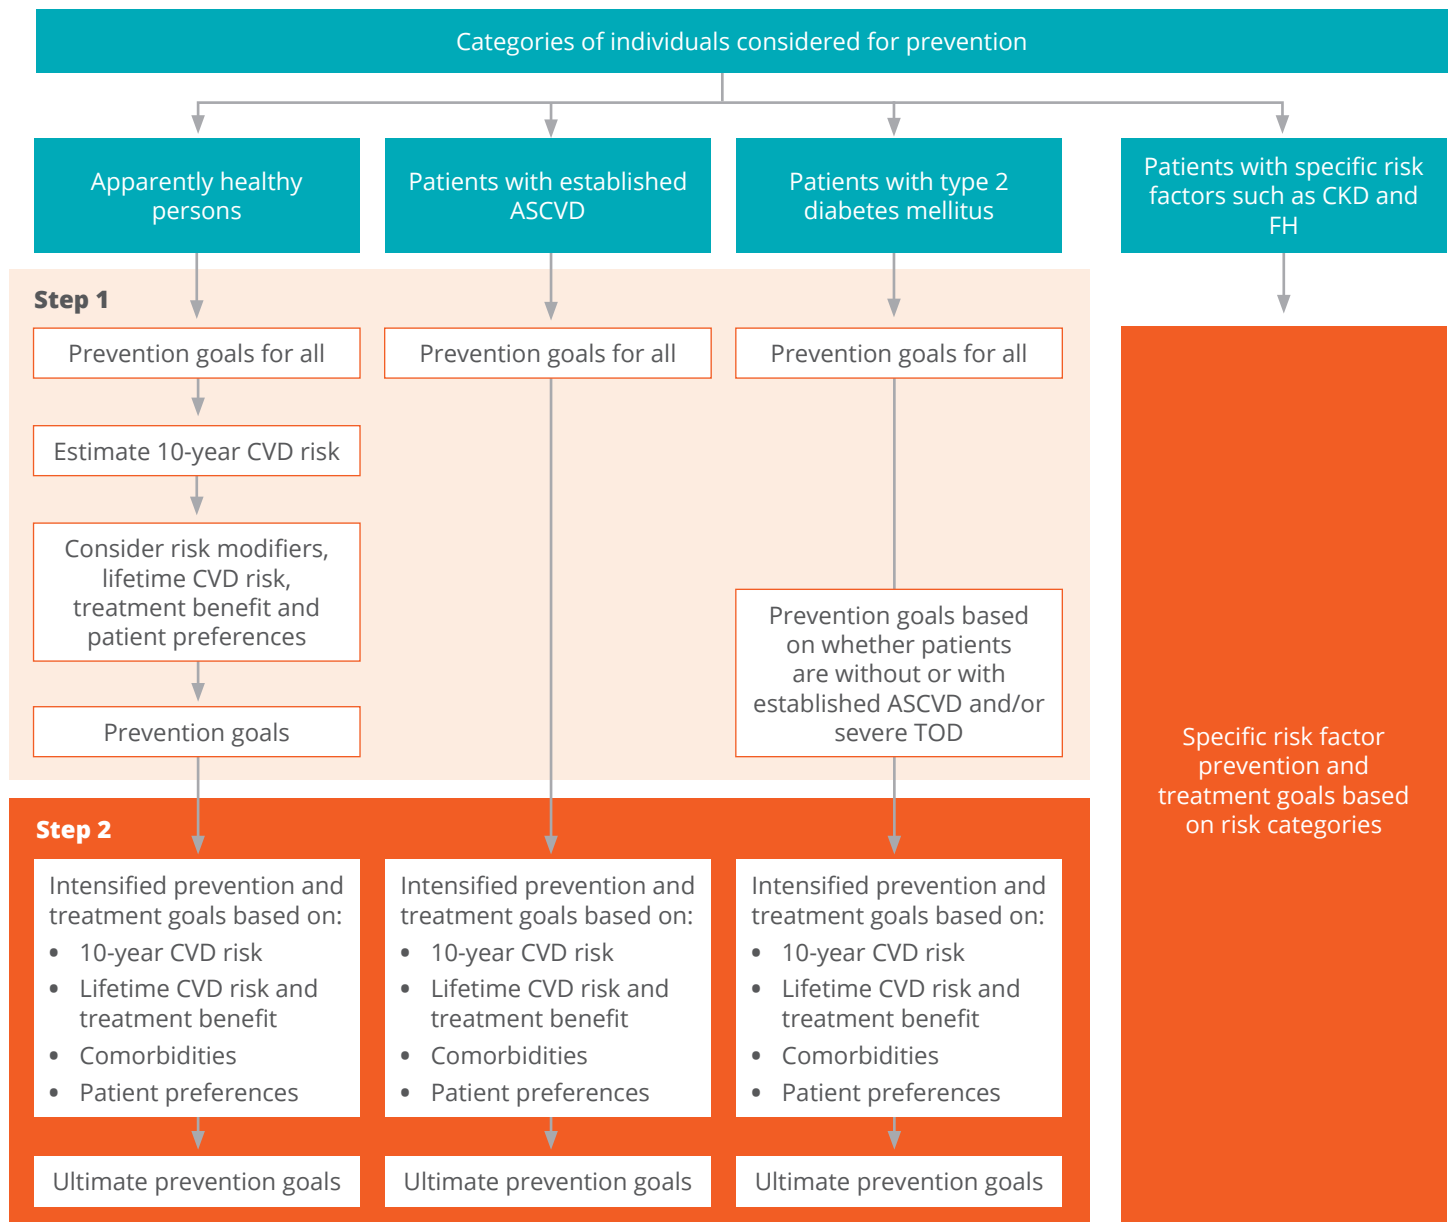 Categories of individuals considered for prevention
Apparently healthy
persons
Patients with established
ASCVD
Patients with type 2
diabetes mellitus
Patients with specific risk
factors such as CKD and
FH
Step 1
Prevention goals for all
Estimate 10-year CVD risk
Consider risk modifiers,
lifetime CVD risk,
treatment benefit and
patient preferences
Prevention goals
Prevention goals for all
Prevention goals for all
Prevention goals based
on whether patients
are without or with
established ASCVD and/or
severe TOD
Specific risk factor
prevention and
treatment goals based
on risk categories
Step 2
Intensified prevention and
treatment goals based on:
• 10-year CVD risk
• Lifetime CVD risk and
treatment benefit
• Comorbidities
• Patient preferences
Ultimate prevention goals
Intensified prevention and
treatment goals based on:
• 10-year CVD risk
• Lifetime CVD risk and
treatment benefit
• Comorbidities
• Patient preferences
Ultimate prevention goals
Intensified prevention and
treatment goals based on:
• 10-year CVD risk
• Lifetime CVD risk and
treatment benefit
• Comorbidities
• Patient preferences
Ultimate prevention goals